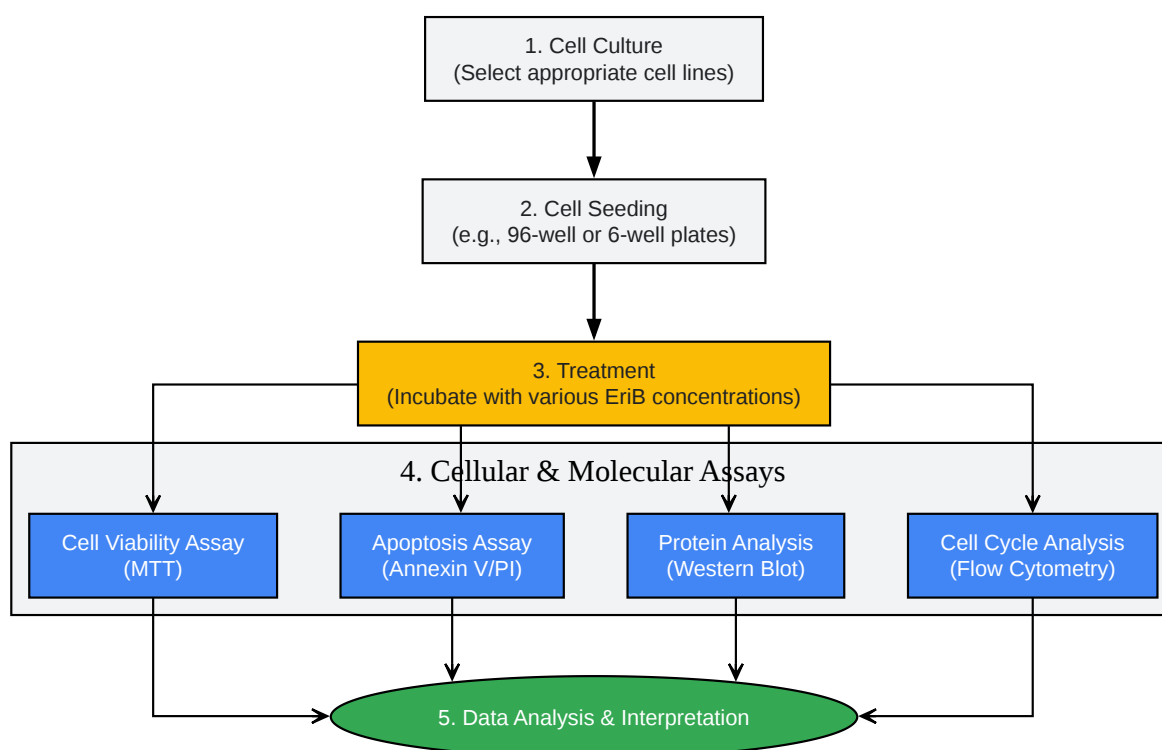 1. Cell Culture
(Select appropriate cell lines)
2. Cell Seeding
(e.g., 96-well or 6-well plates)
3. Treatment
(Incubate with various EriB concentrations)
4. Cellular & Molecular Assays
Cell Viability Assay
(MTT)
Apoptosis Assay
(Annexin V/PI)
Protein Analysis
(Western Blot)
Cell Cycle Analysis
(Flow Cytometry)
5. Data Analysis & Interpretation